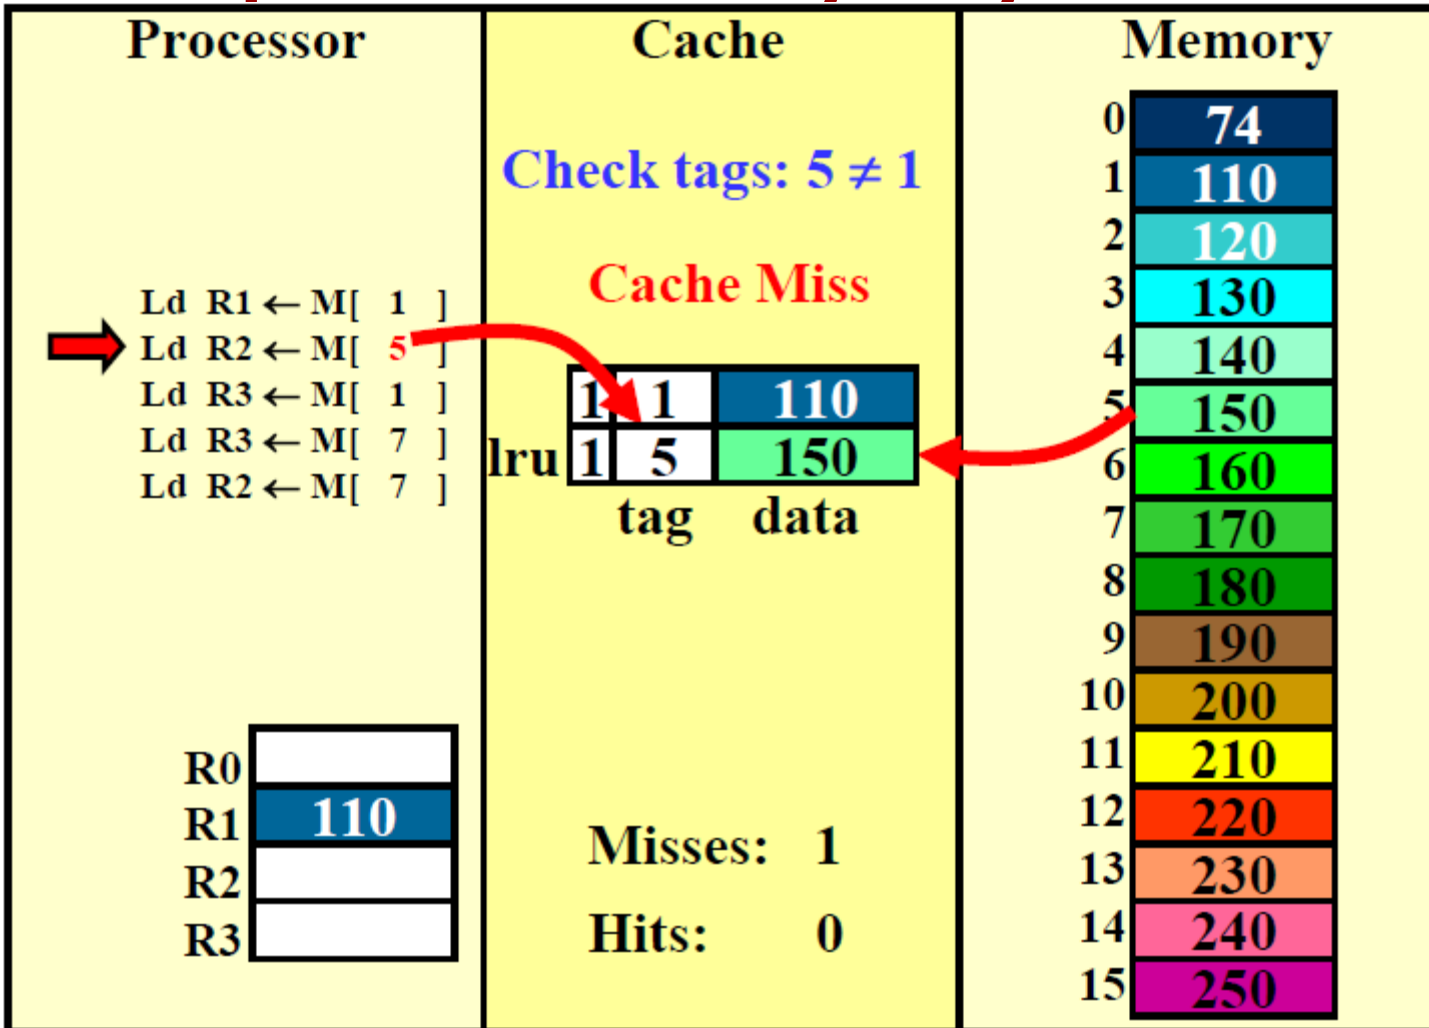 Processor
Ld R1 ← M[ 1 ]
Ld R2 ← M[ 5 ]
Ld R3 ← M[ 1 ]
Ld R3 ← M[ 7 ]
Ld R2 ← M[ 7 ]
R0
R1 110
R2
R3
Cache
Check tags: 5 ≠ 1
Cache Miss
1 1 110
lru 1 5 150
tag data
Misses: 1
Hits: 0
Memory
0 74
1 110
2 120
3 130
4 140
5 150
6 160
7 170
8 180
9 190
10 200
11 210
12 220
13 230
14 240
15 250